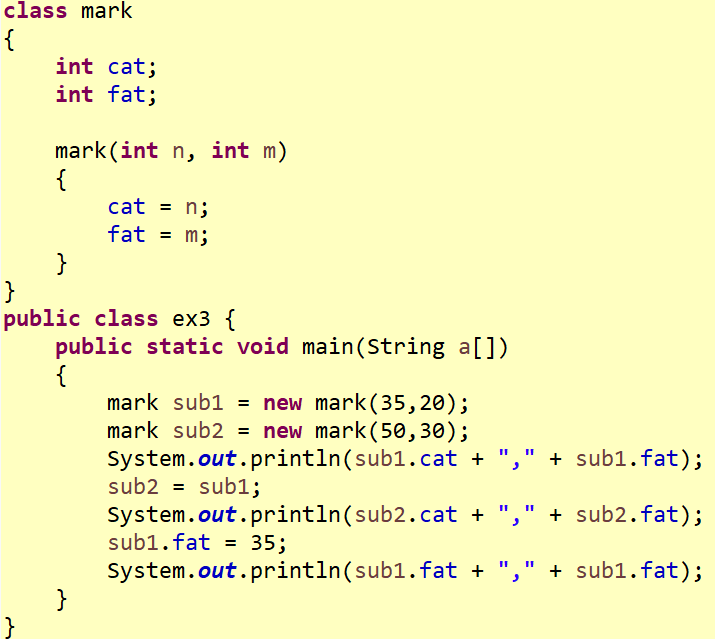 class mark
{
    int cat;
    int fat;

    mark(int n, int m)
    {
        cat = n;
        fat = m;
    }
}
public class ex3 {
    public static void main(String a[])
    {
        mark sub1 = new mark(35,20);
        mark sub2 = new mark(50,30);
        System.out.println(sub1.cat + "," + sub1.fat);
        sub2 = sub1;
        System.out.println(sub2.cat + "," + sub2.fat);
        sub1.fat = 35;
        System.out.println(sub1.fat + "," + sub1.fat);
    }
}